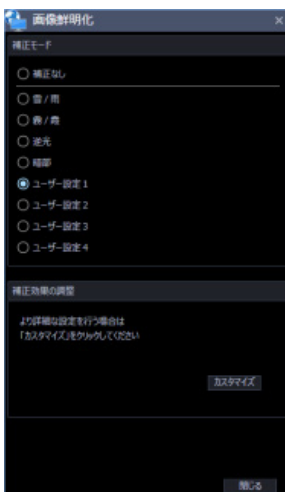 画像鮮明化
補正モード
補正なし
雪 / 雨
霧 / 霞
逆光
暗部
ユーザー設定 1
ユーザー設定 2
ユーザー設定 3
ユーザー設定 4
補正効果の調整
より詳細な設定を行う場合は
「カスタマイズ」をクリックしてください
カスタマイズ
閉じる